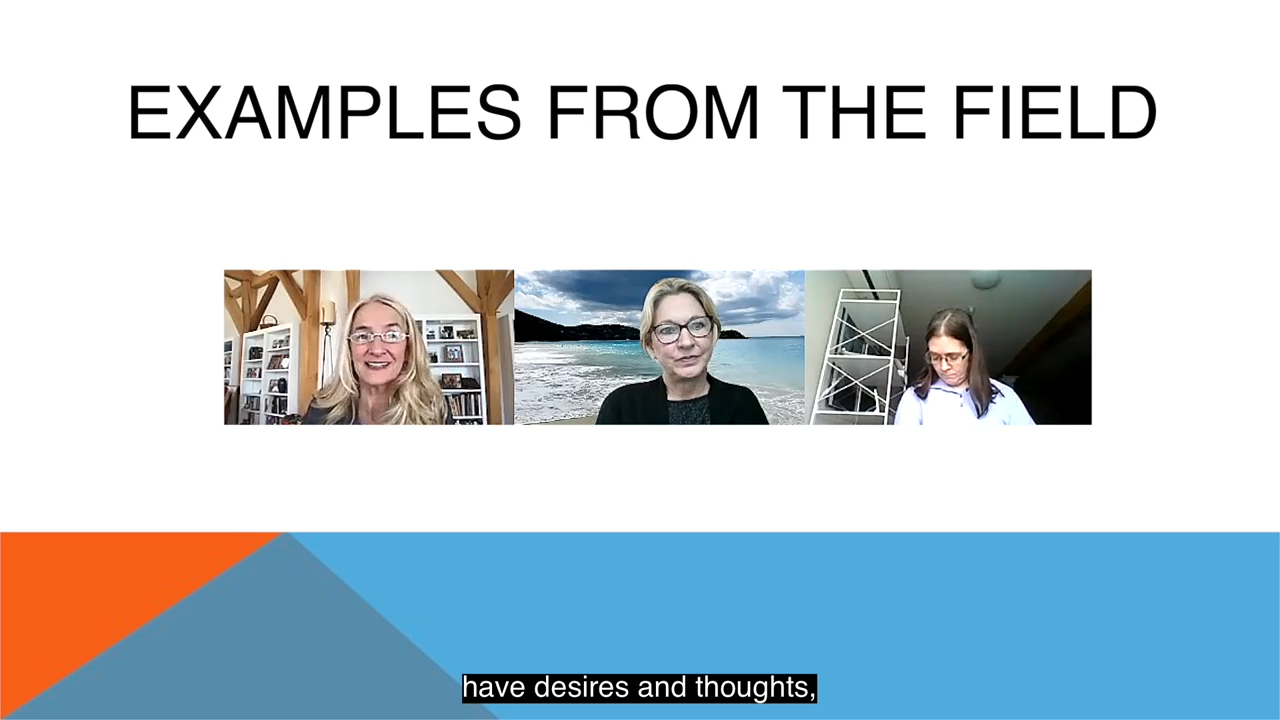 EXAMPLES FROM THE FIELD
have desires and thoughts,